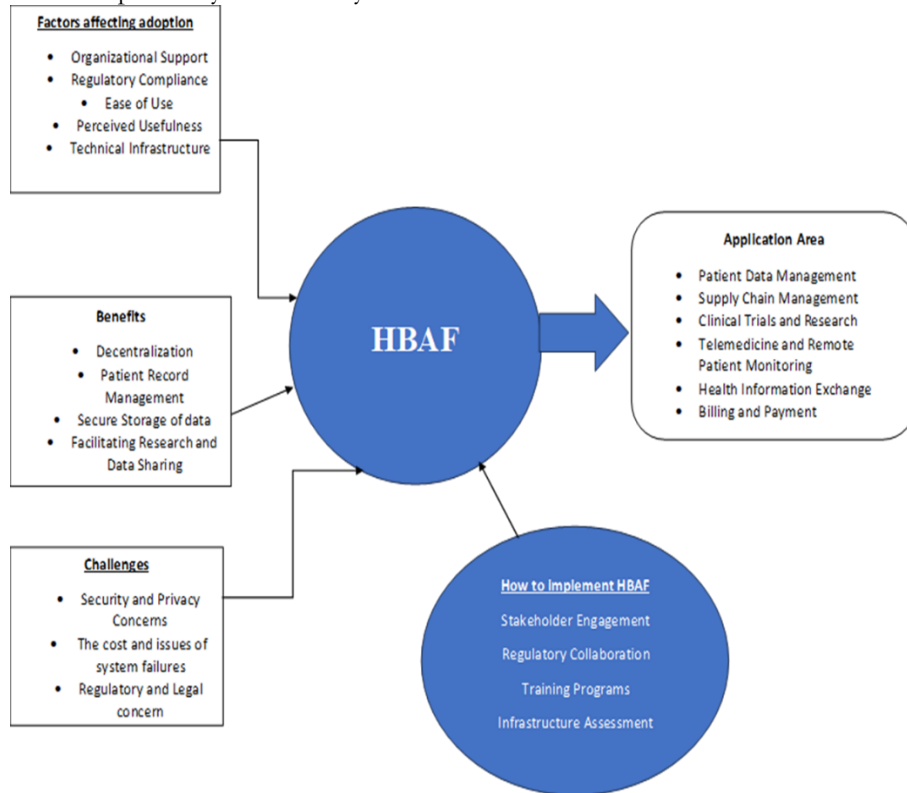 Factors affecting adoption
• Organizational Support
• Regulatory Compliance
• Ease of Use
• Perceived Usefulness
• Technical Infrastructure
Benefits
• Decentralization
• Patient Record
Management
• Secure Storage of data
• Facilitating Research and
Data Sharing
Challenges
• Security and Privacy
Concerns
• The cost and issues of
system failures
• Regulatory and Legal
concern
HBAF
Application Area
• Patient Data Management
• Supply Chain Management
• Clinical Trials and Research
• Telemedicine and Remote
Patient Monitoring
• Health Information Exchange
• Billing and Payment
How to Implement HBAF
Stakeholder Engagement
Regulatory Collaboration
Training Programs
Infrastructure Assessment